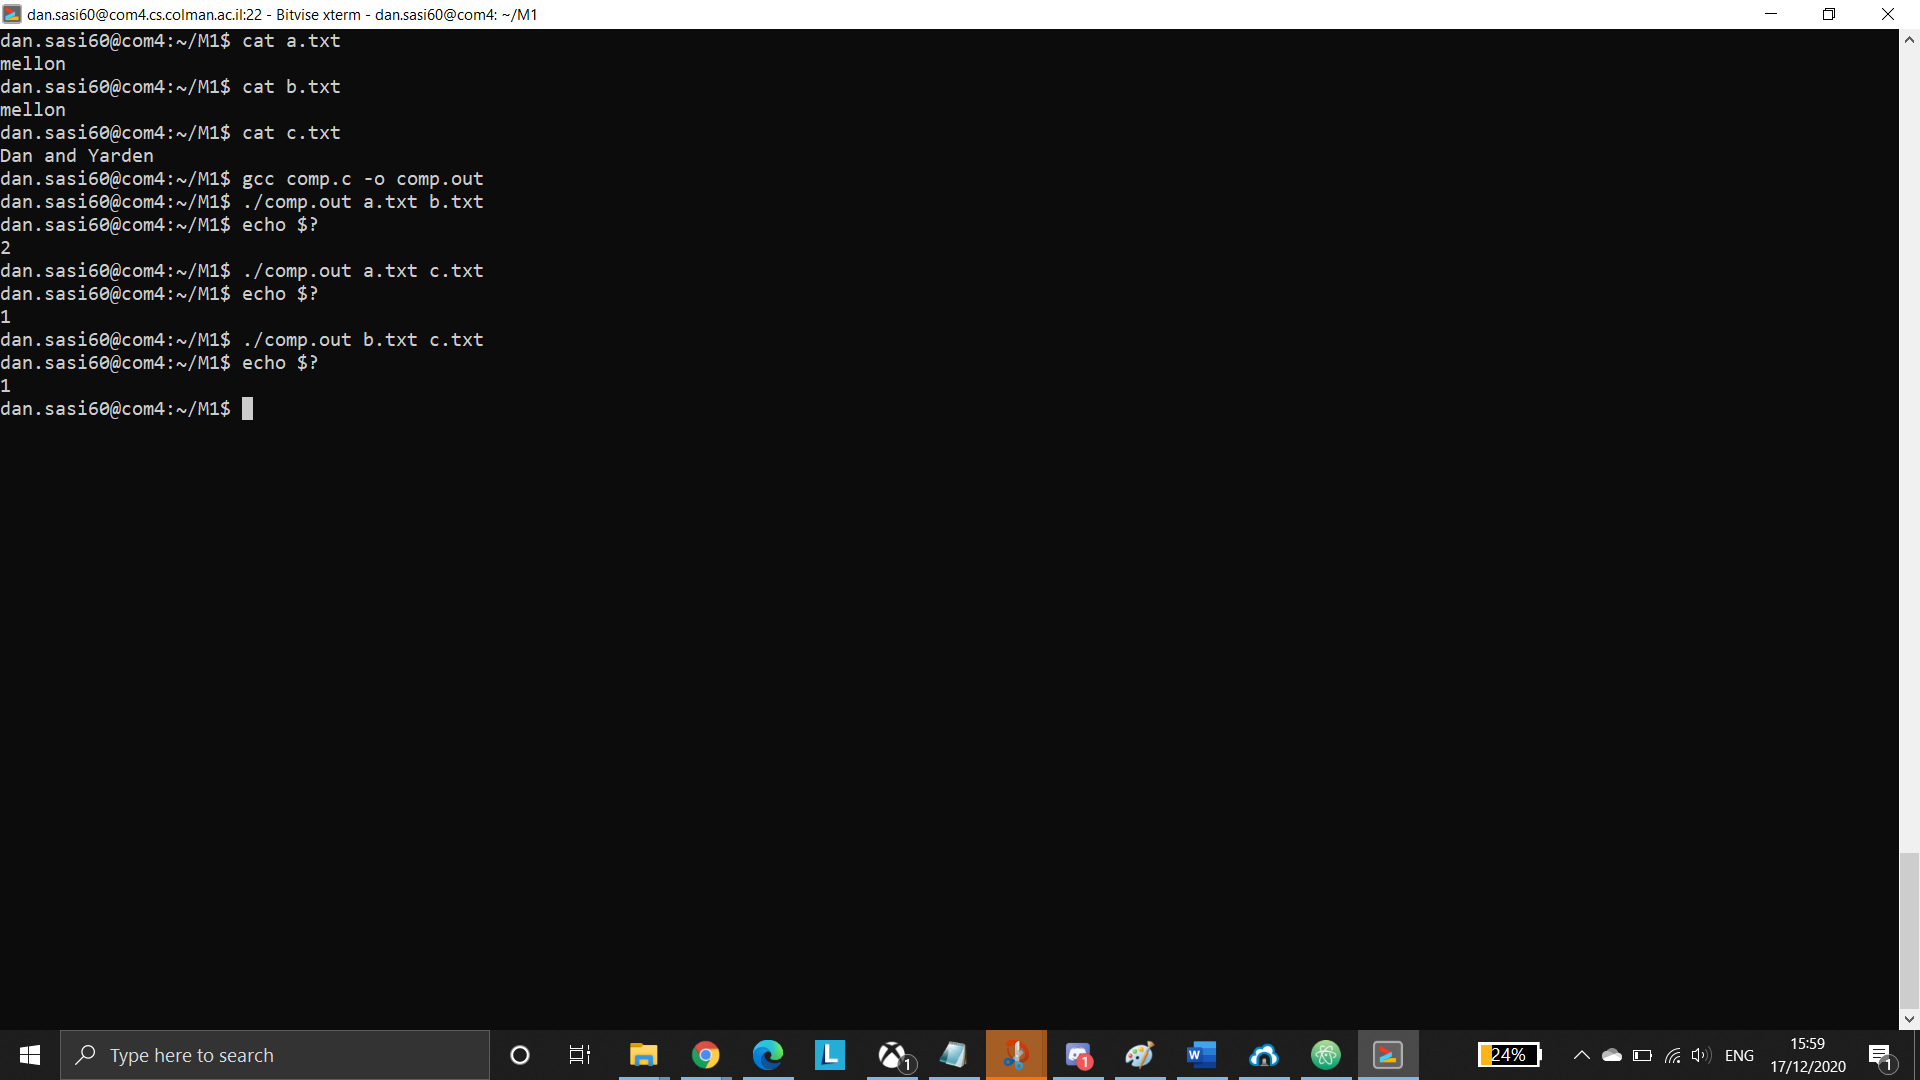 dan.sasi60@com4.cs.colman.ac.il:22 - Bitvise xterm - dan.sasi60@com4: ~/M1
dan.sasi60@com4:~/M1$ cat a.txt
mellon
dan.sasi60@com4:~/M1$ cat b.txt
mellon
dan.sasi60@com4:~/M1$ cat c.txt
Dan and Yarden
dan.sasi60@com4:~/M1$ gcc comp.c -o comp.out
dan.sasi60@com4:~/M1$ ./comp.out a.txt b.txt
dan.sasi60@com4:~/M1$ echo $?
2
dan.sasi60@com4:~/M1$ ./comp.out a.txt c.txt
dan.sasi60@com4:~/M1$ echo $?
1
dan.sasi60@com4:~/M1$ ./comp.out b.txt c.txt
dan.sasi60@com4:~/M1$ echo $?
1
dan.sasi60@com4:~/M1$
Type here to search
L
1
1
W
24%
ENG
15:59
17/12/2020
1